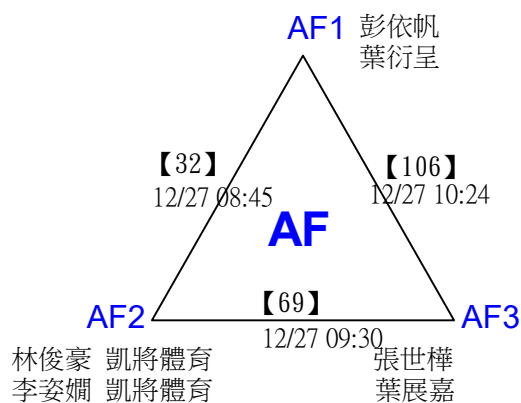 AF1 彭依帆
葉衍呈
【32】
12/27 08:45
【106】
12/27 10:24
AF
AF2
【69】
12/27 09:30
AF3
林俊豪 凱將體育
李姿嫺 凱將體育
張世樺
葉展嘉